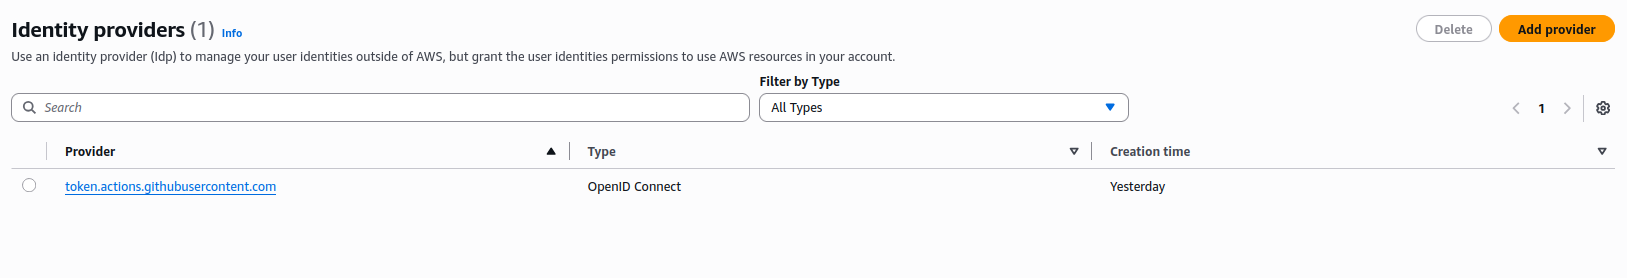 Identity providers (1) Info
Delete
Add provider
Use an identity provider (Idp) to manage your user identities outside of AWS, but grant the user identities permissions to use AWS resources in your account.
Filter by Type
Search
All Types
1
Provider
Type
Creation time
token.actions.githubusercontent.com
OpenID Connect
Yesterday